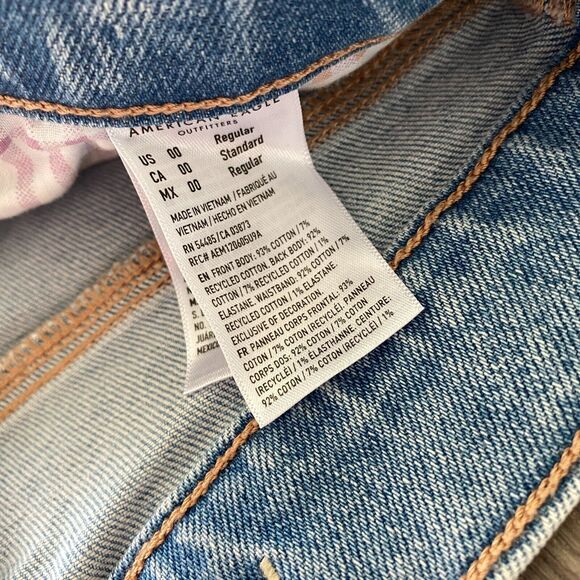 AMERICAN EAGLE
OUTFITTERS
US 00 Regular
CA 00 Standard
MX 00 Regular
MADE IN VIETNAM / FABRIQUÉ AU
VIETNAM / HECHO EN VIETNAM
RN 54485 / CA 03873
RFC# AEM120605U9A
EN FRONT BODY: 93% COTTON / 7%
RECYCLED COTTON. BACK BODY: 92%
COTTON / 7% RECYCLED COTTON / 1%
ELASTANE. WAISTBAND: 92% COTTON / 7%
RECYCLED COTTON / 1% ELASTANE
EXCLUSIVE OF DECORATION
FR PANNEAU CORPS FRONTAL: 93%
COTON / 7% COTON (RECYCLÉ). PANNEAU
CORPS DOS: 92% COTON / 7% COTON
(RECYCLÉ) / 1% ÉLASTHANNE. CEINTURE:
92% COTON / 7% COTON (RECYCLÉ) / 1%
M
S.
NO.
JUÁR
MEXIC